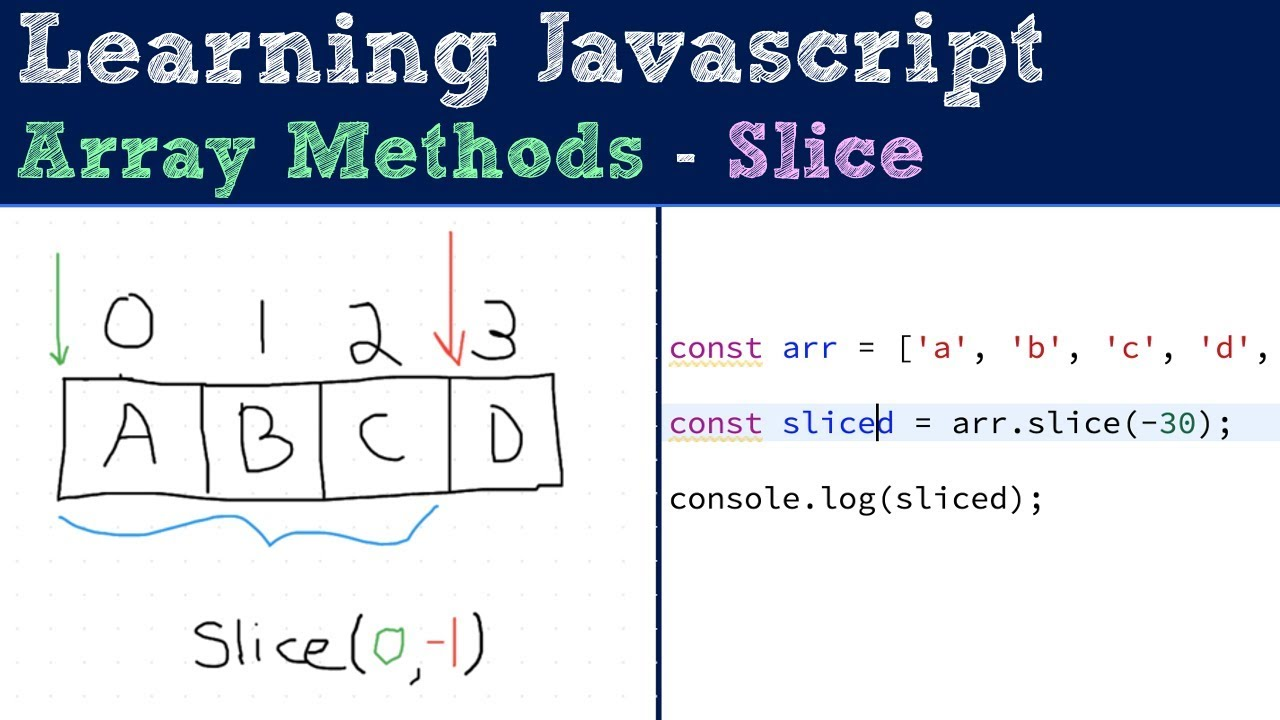 Learning Javascript
Array Methods - Slice
0 1 2 3
A B C D
Slice(0,-1)
const arr = ['a', 'b', 'c', 'd',
const sliced = arr.slice(-30);
console.log(sliced);